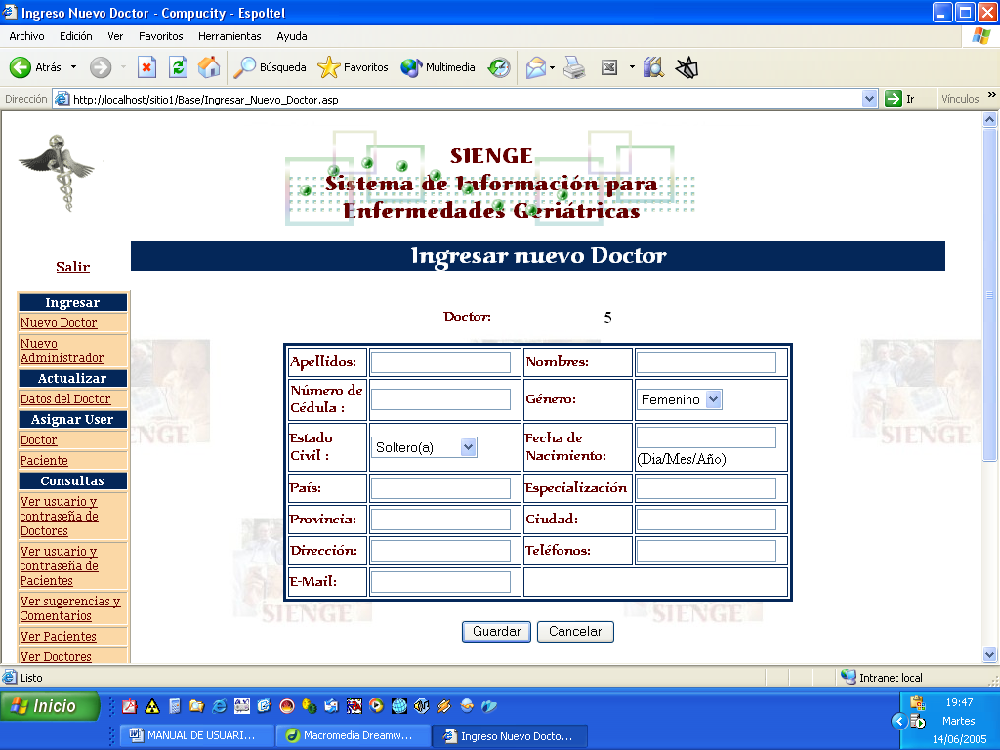 Ingreso Nuevo Doctor - Compucity - Espoltel
Archivo Edición Ver Favoritos Herramientas Ayuda
Atrás Búsqueda Favoritos Multimedia
Dirección http://localhost/sitio1/Base/Ingresar_Nuevo_Doctor.asp Ir Vínculos »
SIENGE
Sistema de Información para
Enfermedades Geriátricas
Salir
Ingresar nuevo Doctor
Ingresar
Nuevo Doctor
Nuevo
Administrador
Actualizar
Datos del Doctor
Asignar User
Doctor
Paciente
Consultas
Ver usuario y
contraseña de
Doctores
Ver usuario y
contraseña de
Pacientes
Ver sugerencias y
Comentarios
Ver Pacientes
Ver Doctores
Doctor: 5
Apellidos: Nombres:
Número de
Cédula : Género: Femenino
Estado
Civil : Soltero(a) Fecha de
Nacimiento: (Dia/Mes/Año)
País: Especialización
Provincia: Ciudad:
Dirección: Teléfonos:
E-Mail:
Guardar Cancelar
SIENGE
SIENGE
SIENGE
SIENGE
Listo Intranet local
Inicio
MANUAL DE USUARI... Macromedia Dreamw... Ingreso Nuevo Docto...
19:47
Martes
14/06/2005